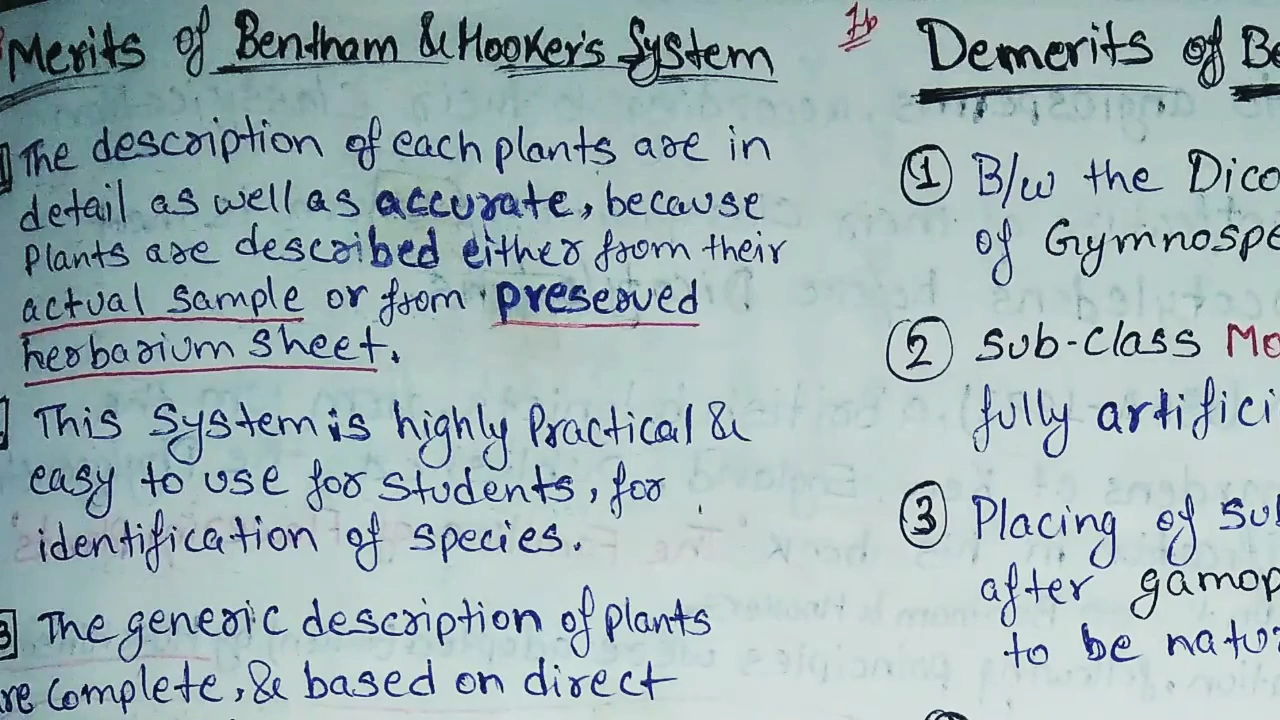 Merits of Bentham & Hooker's System
The description of each plants are in
detail as well as accurate, because
Plants are described either from their
actual sample or from preserved
herbarium sheet.
This System is highly Practical &
easy to use for students, for
identification of species.
3 The generic description of plants
are complete, & based on direct
Demerits of Be
1 B/w the Dico
of Gymnospe
2 Sub-class Mo
fully artifici
3 Placing of Su
after gamop
to be natu